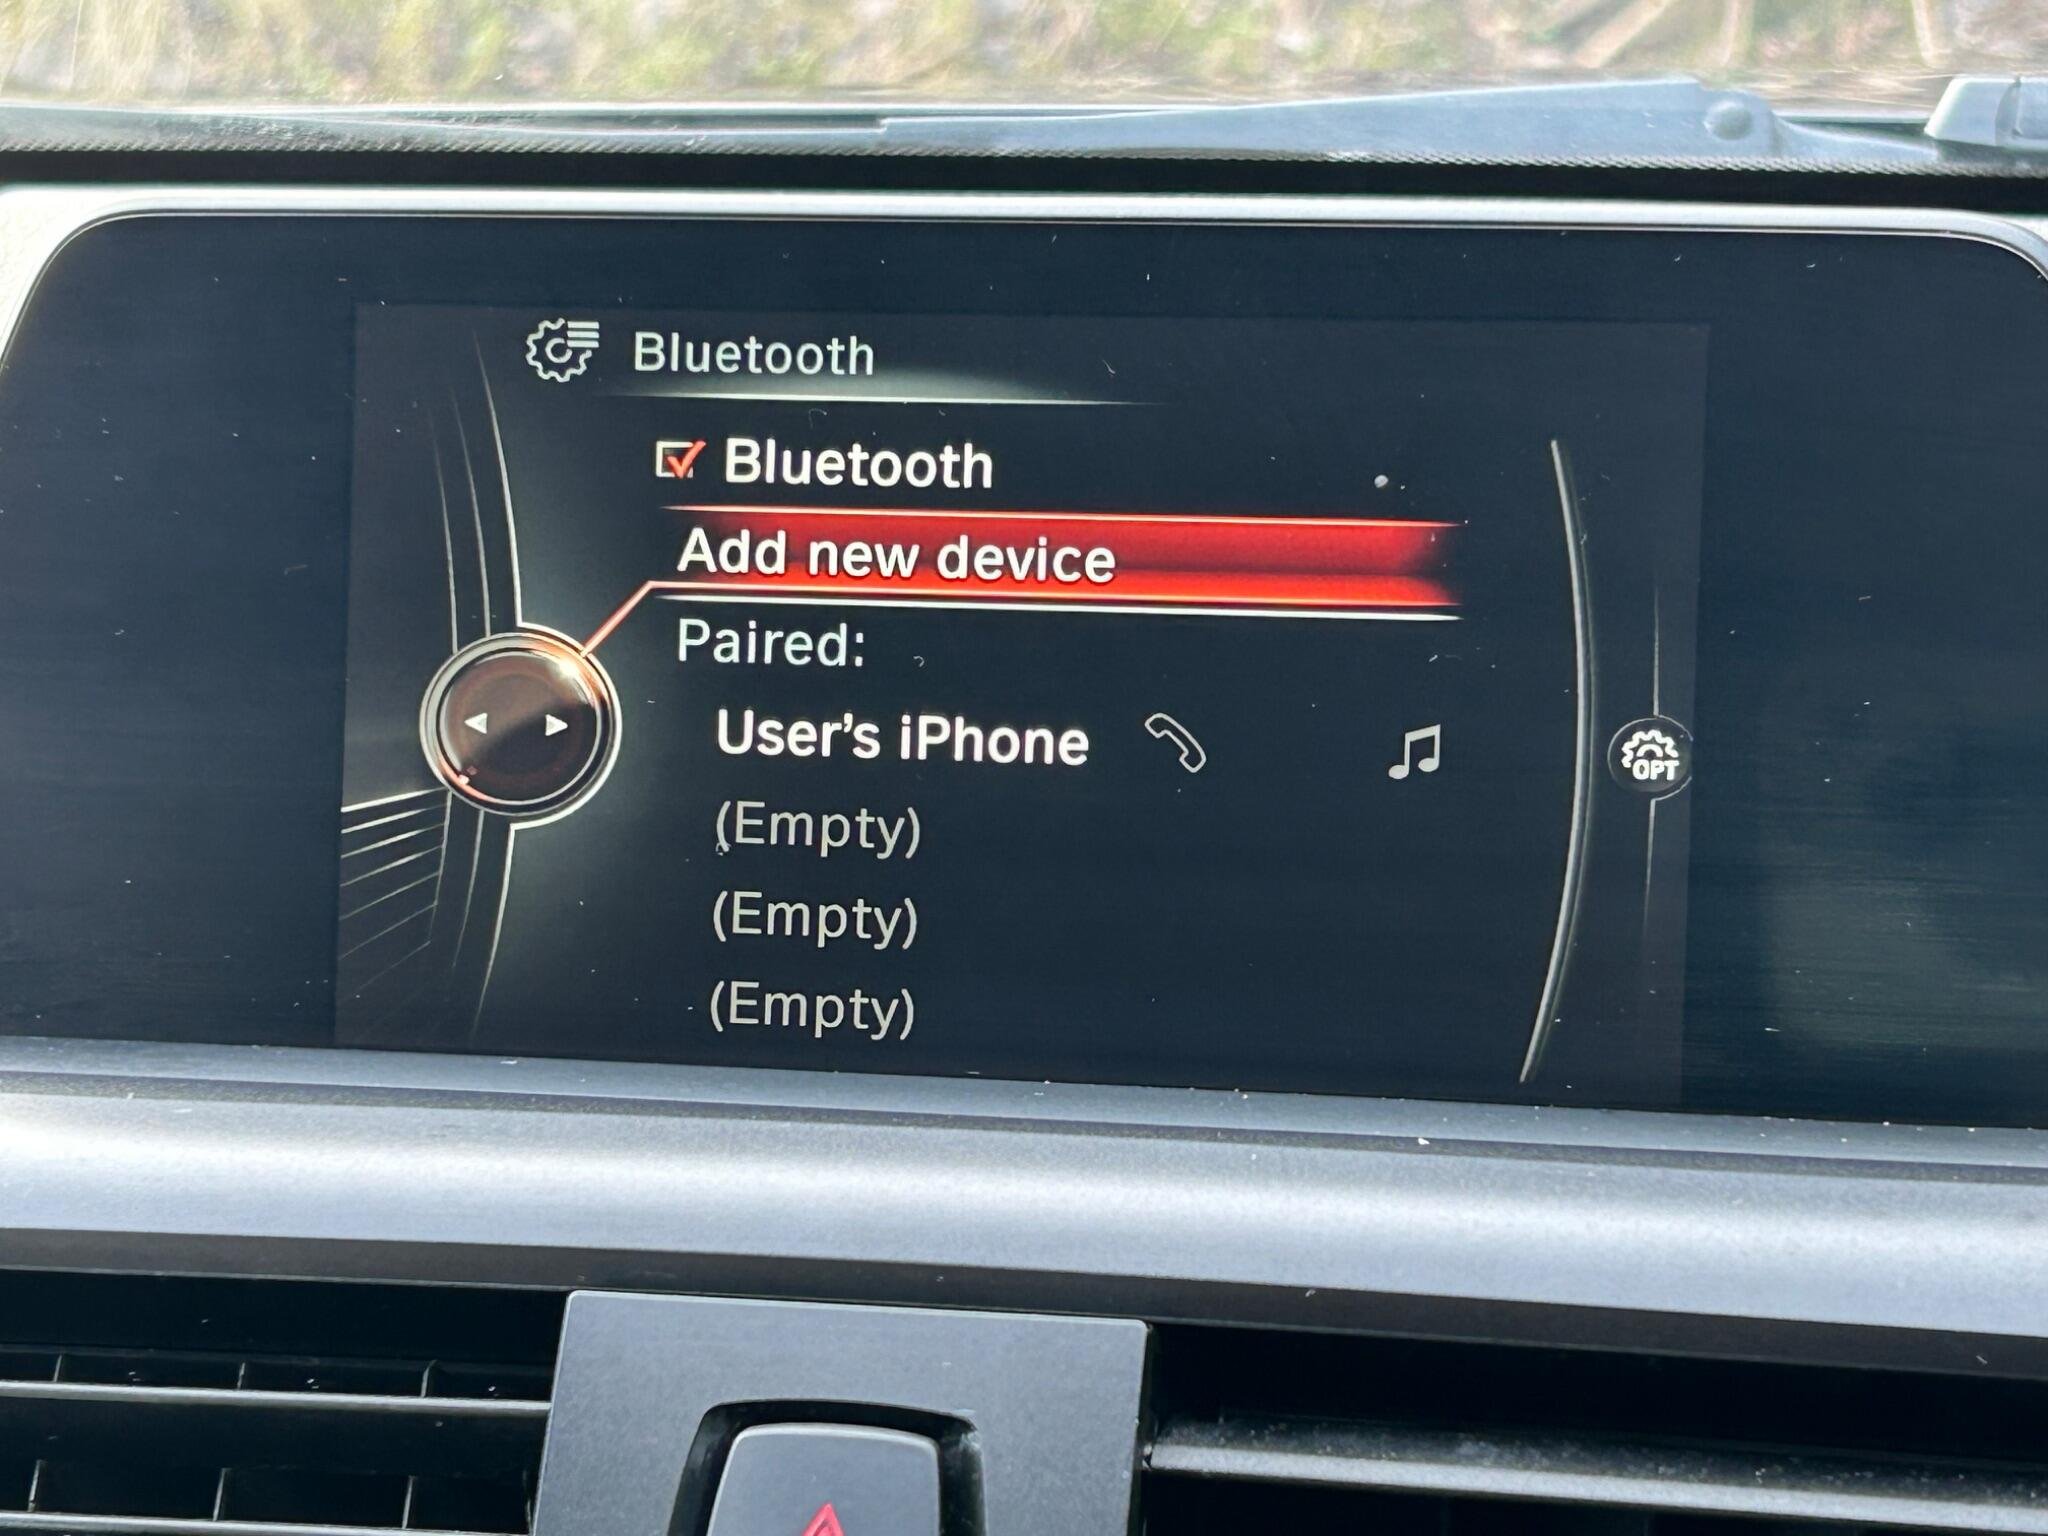 Bluetooth
Bluetooth
Add new device
Paired:
User’s iPhone
OPT
(Empty)
(Empty)
(Empty)